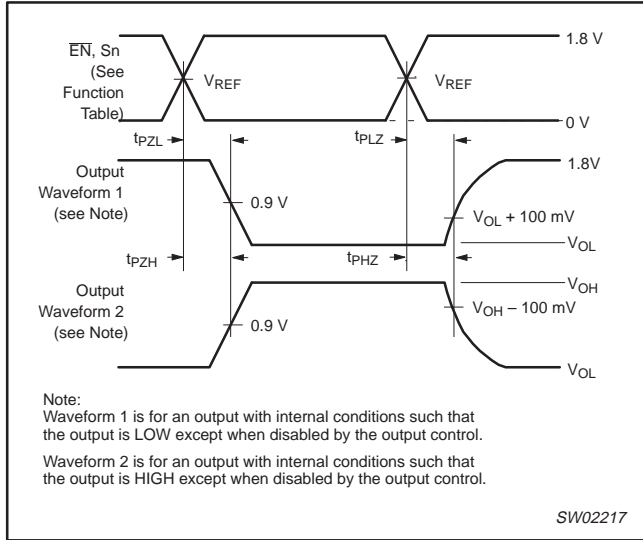 EN, Sn
(See
Function
Table)
VREF
VREF
1.8 V
0 V
tPZL
tPLZ
Output
Waveform 1
(see Note)
0.9 V
1.8V
VOL + 100 mV
VOL
tPZH
tPHZ
Output
Waveform 2
(see Note)
0.9 V
VOH
VOH – 100 mV
VOL
Note:
Waveform 1 is for an output with internal conditions such that
the output is LOW except when disabled by the output control.
Waveform 2 is for an output with internal conditions such that
the output is HIGH except when disabled by the output control.
SW02217